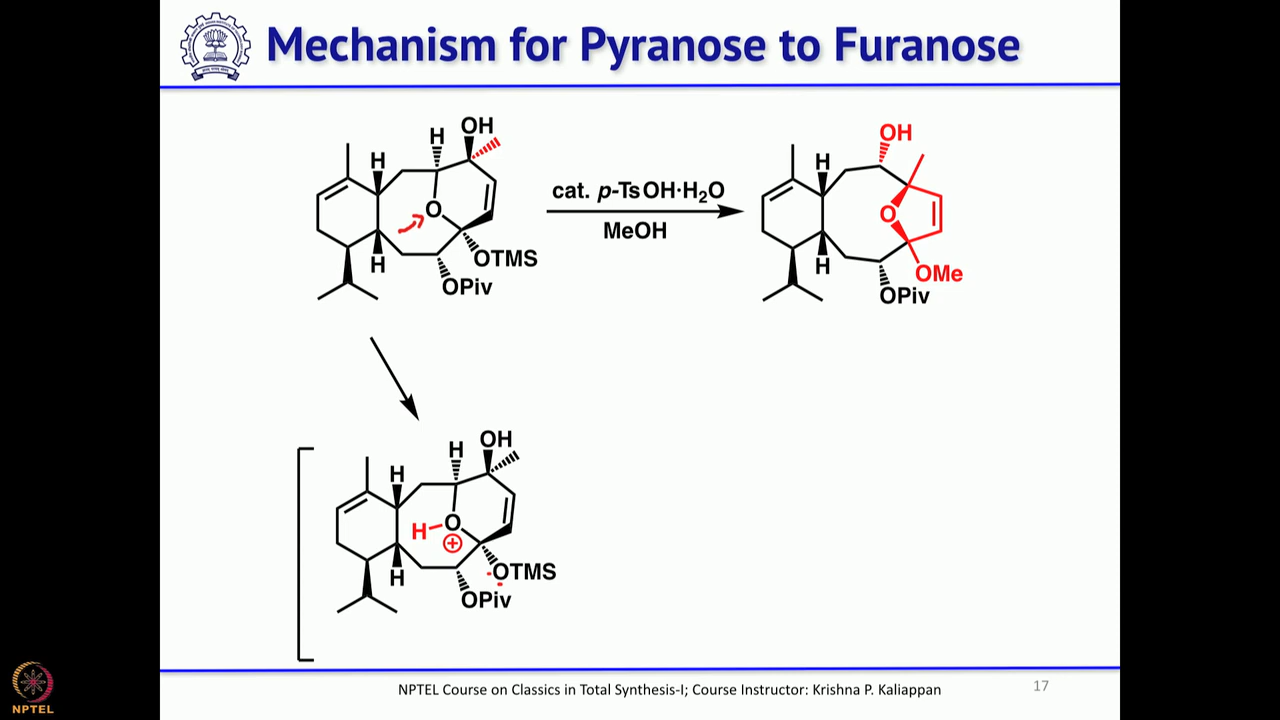 Mechanism for Pyranose to Furanose
H
OH
H
O
OTMS
H
OPiv
cat. p-TsOH·H₂O
MeOH
OH
H
O
OMe
H
OPiv
H
OH
H
H
O
⊕
OTMS
H
OPiv
NPTEL
NPTEL Course on Classics in Total Synthesis-I; Course Instructor: Krishna P. Kaliappan
17